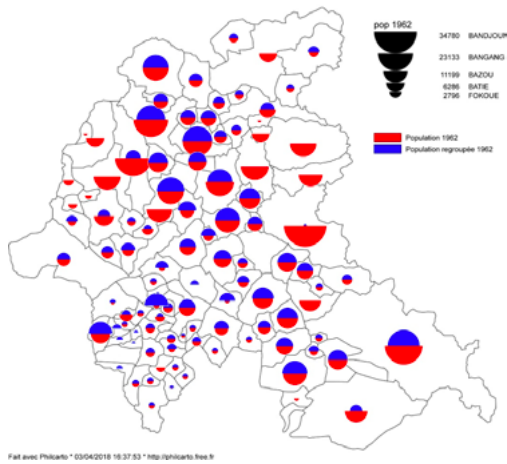 pop 1962
34780 BANDJOUN
23133 BANGANG
11199 BAZOU
6286 BATIE
2796 FOKOUE
Population 1962
Population regroupée 1962
Fait avec Philcarto * 03/04/2018 16:37:53 * http://philcarto.free.fr